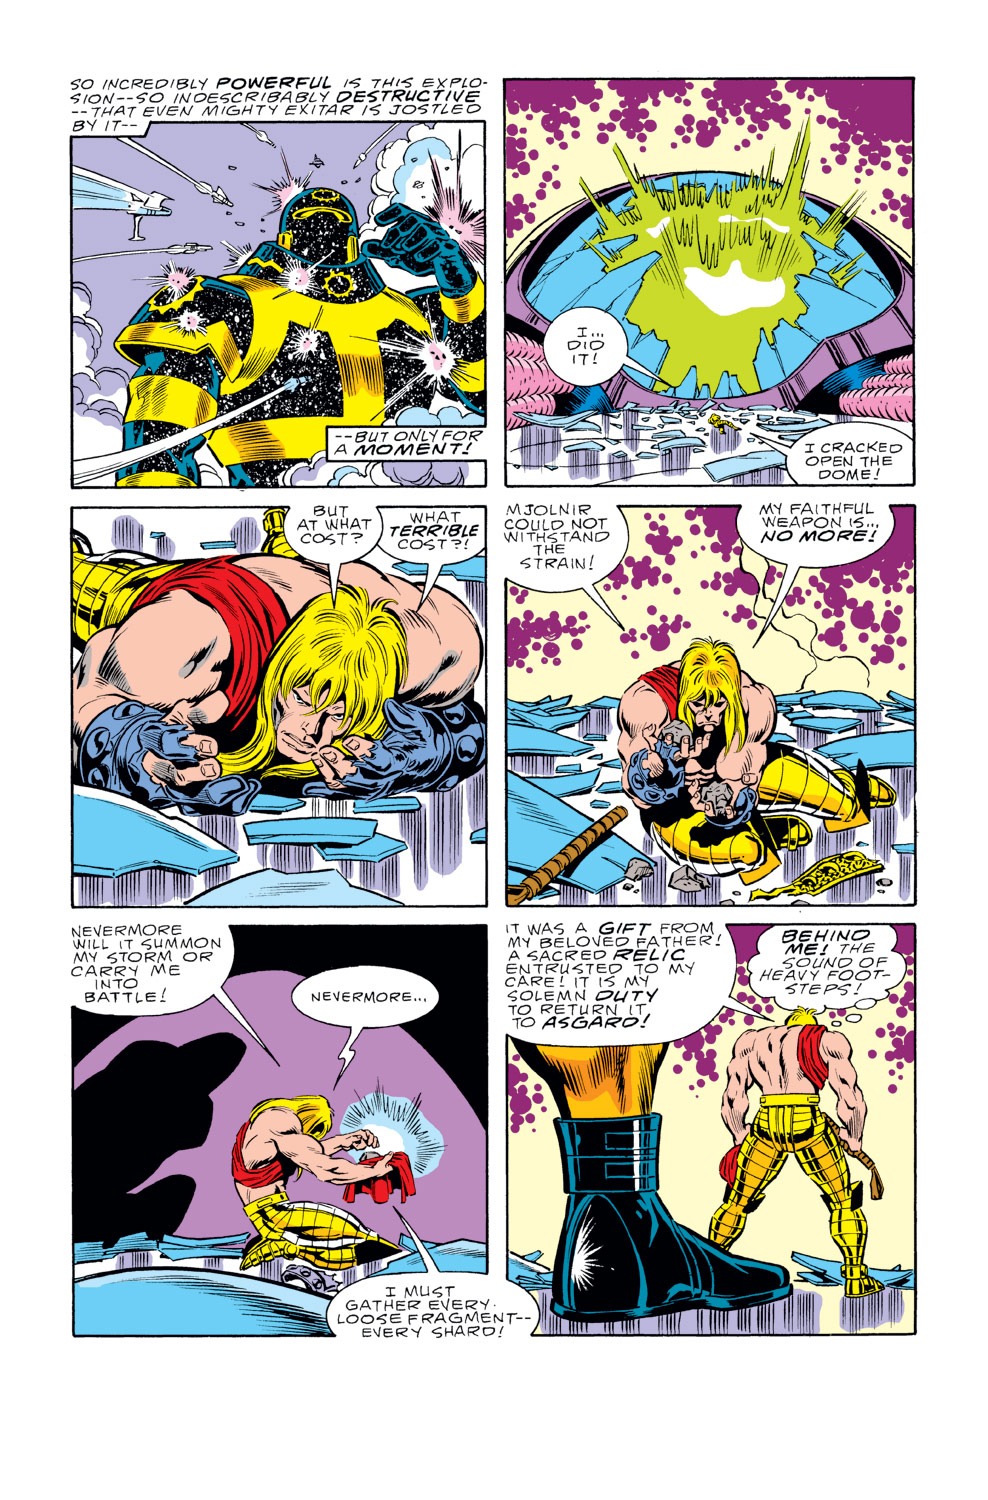 SO INCREDIBLY POWERFUL IS THIS EXPLO-
SION--SO INDESCRIBABLY DESTRUCTIVE
--THAT EVEN MIGHTY EXITAR IS JOSTLED
BY IT--
--BUT ONLY FOR
A MOMENT!
I...
DID
IT!
I CRACKED
OPEN THE
DOME!
BUT
AT WHAT
COST?
WHAT
TERRIBLE
COST?!
MJOLNIR
COULD NOT
WITHSTAND
THE
STRAIN!
MY FAITHFUL
WEAPON IS...
NO MORE!
NEVERMORE
WILL IT SUMMON
MY STORM OR
CARRY ME
INTO
BATTLE!
NEVERMORE...
I MUST
GATHER EVERY
LOOSE FRAGMENT--
EVERY SHARD!
IT WAS A GIFT FROM
MY BELOVED FATHER!
A SACRED RELIC
ENTRUSTED TO MY
CARE! IT IS MY
SOLEMN DUTY
TO RETURN IT
TO ASGARD!
BEHIND
ME! THE
SOUND OF
HEAVY FOOT-
STEPS!